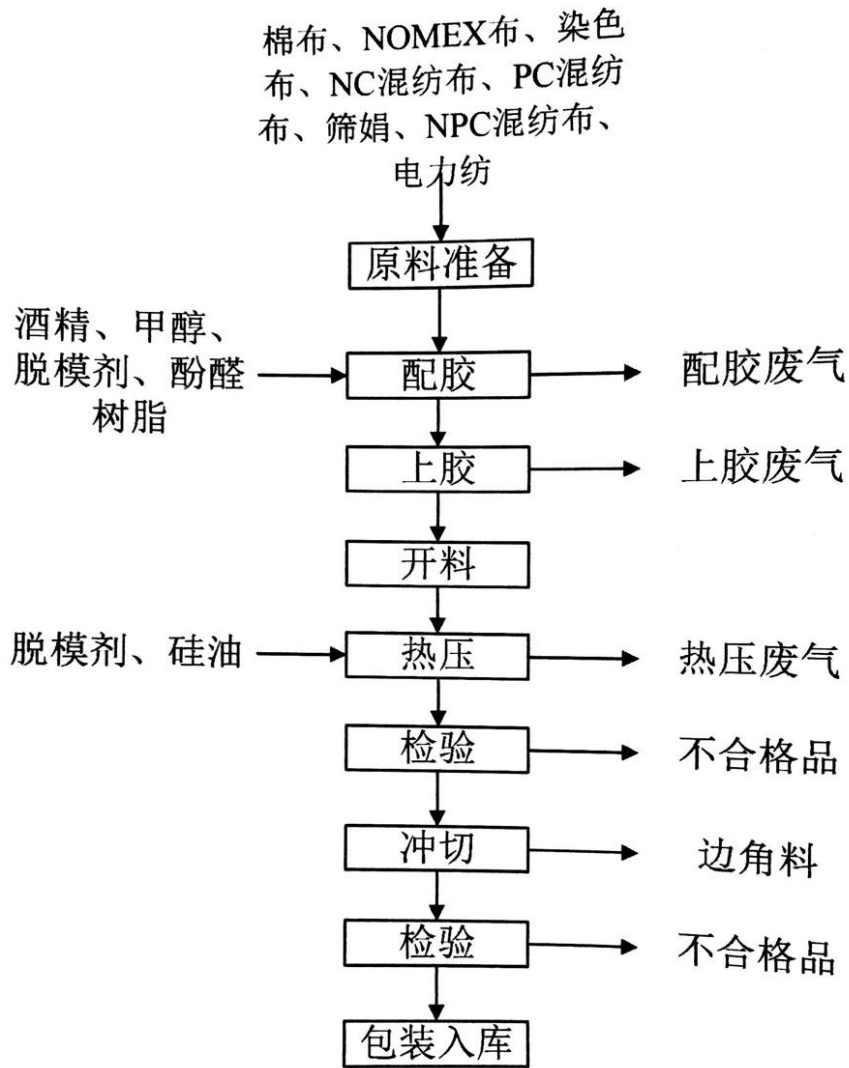 棉布、NOMEX布、染色
布、NC混纺布、PC混纺
布、筛娟、NPC混纺布、
电力纺
原料准备
酒精、甲醇、
脱模剂、酚醛
树脂
配胶
配胶废气
上胶
上胶废气
开料
脱模剂、硅油
热压
热压废气
检验
不合格品
冲切
边角料
检验
不合格品
包装入库